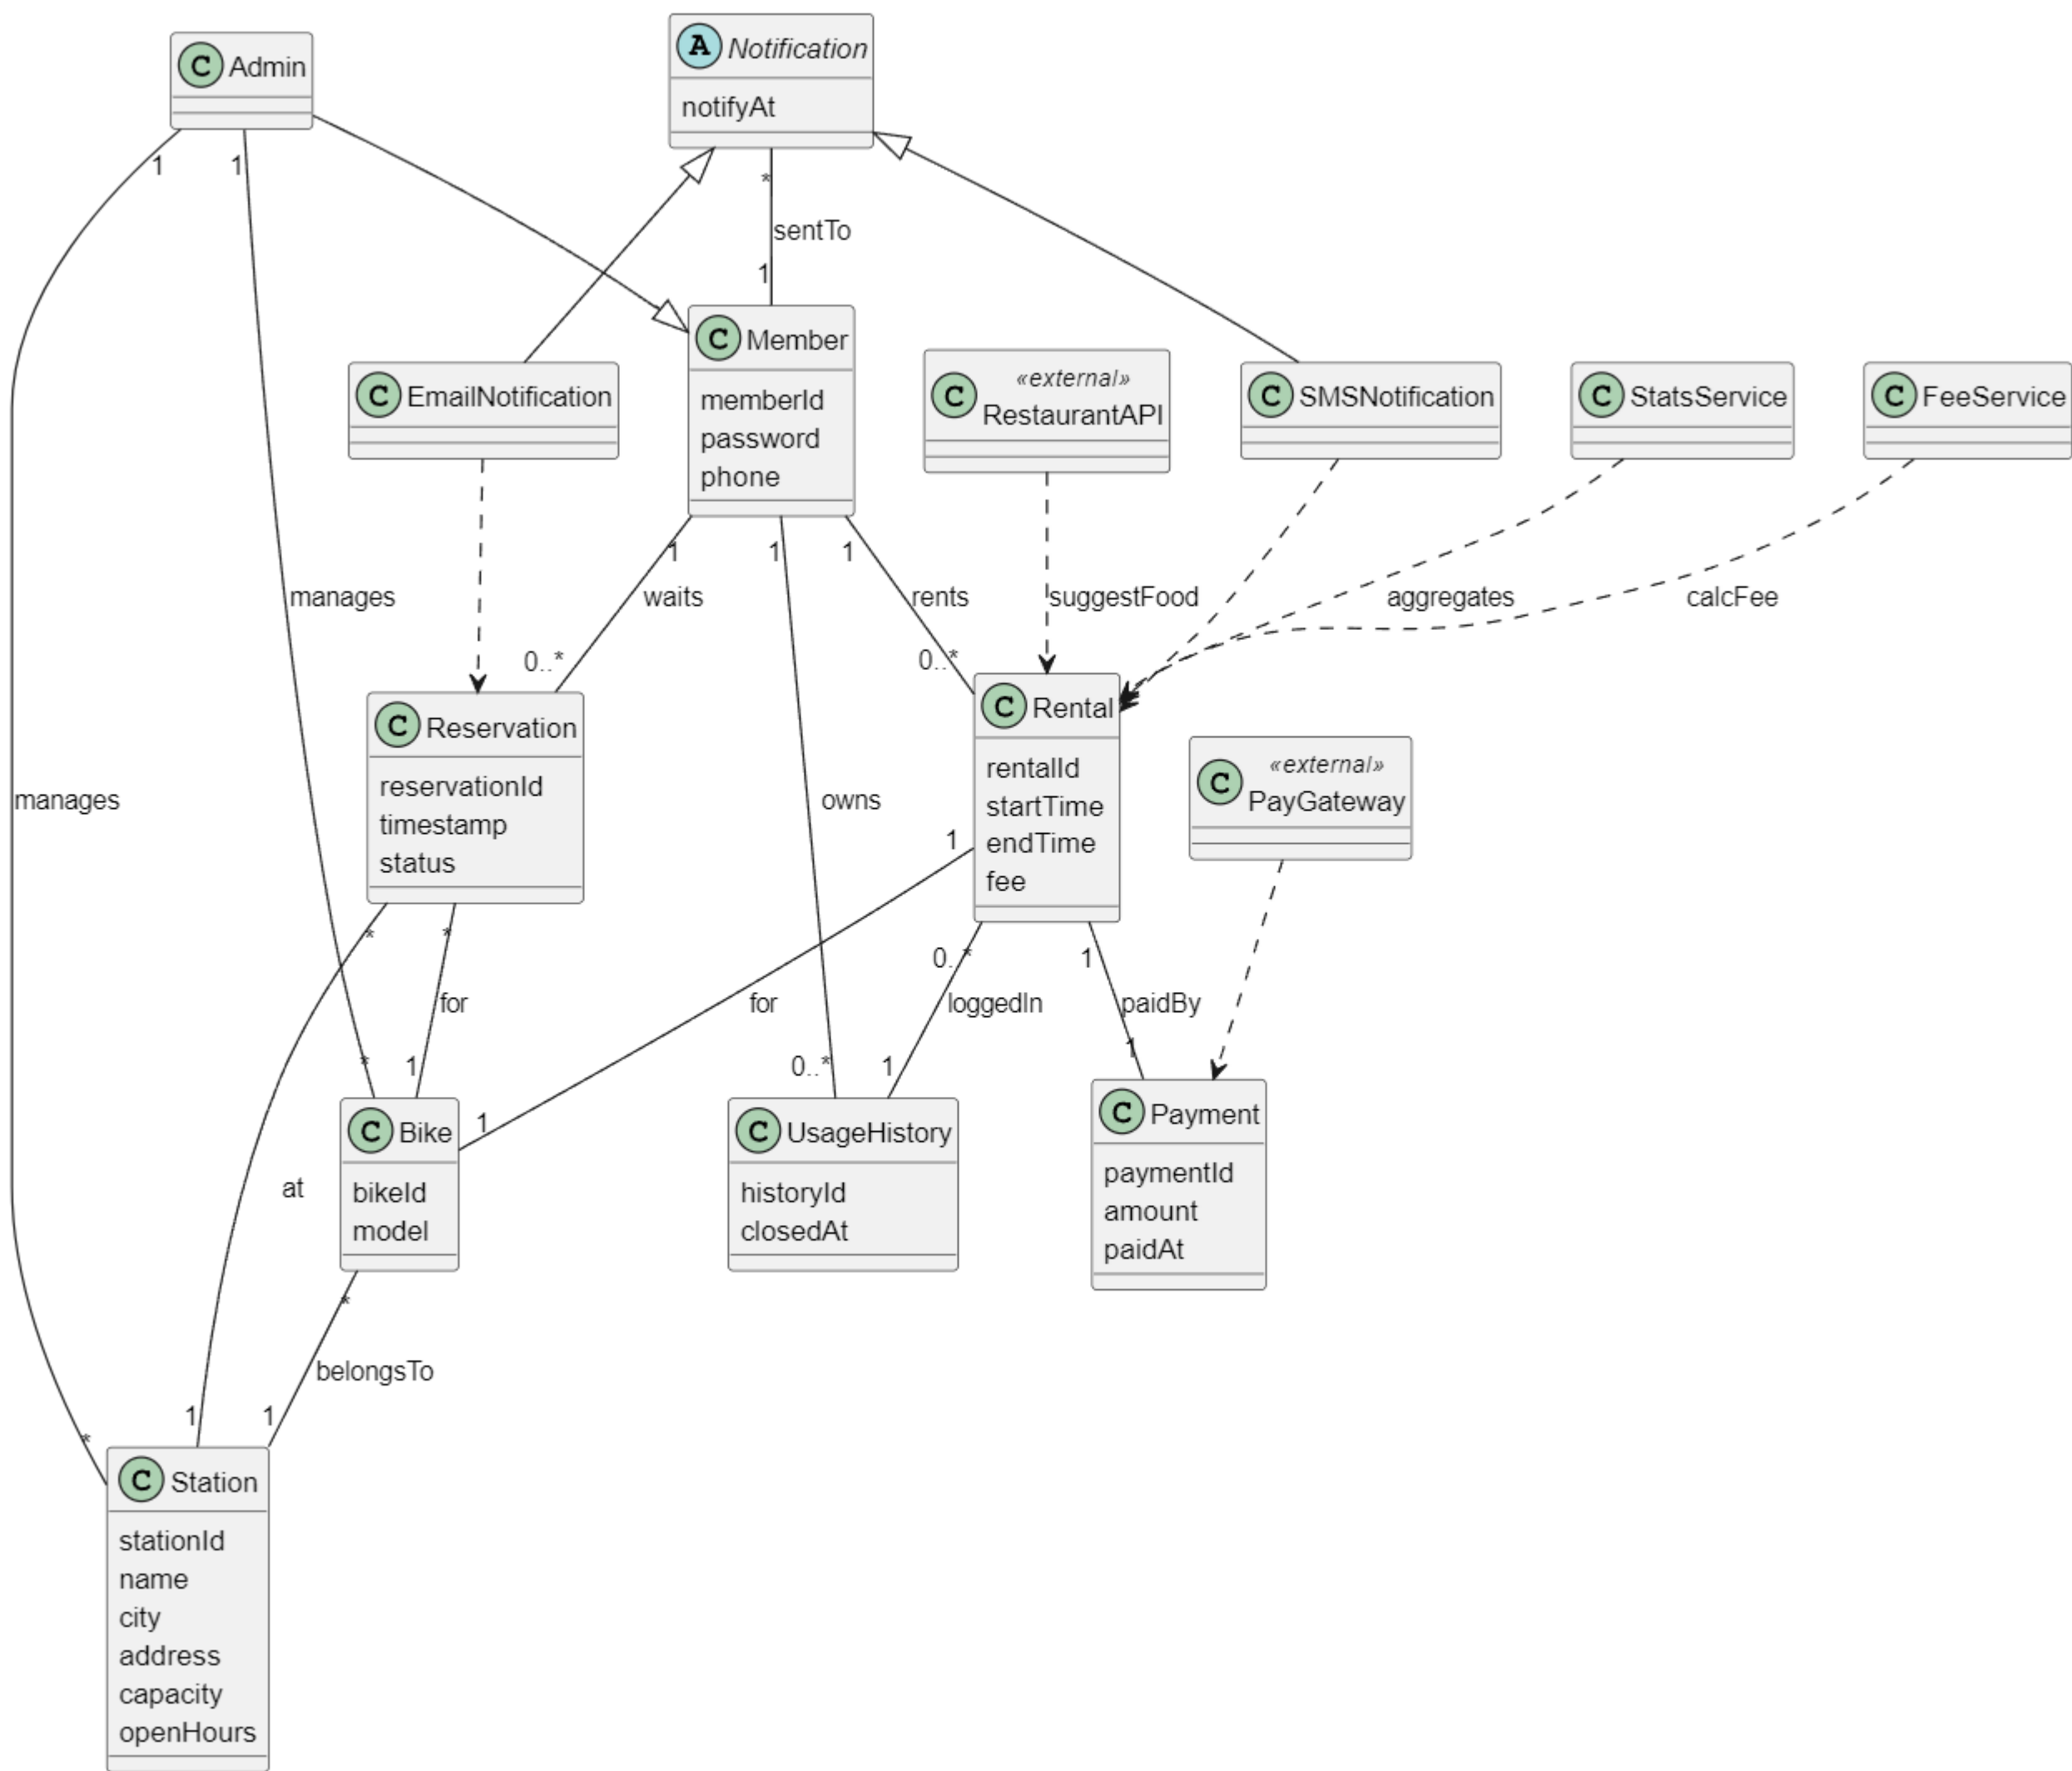 C Admin
A Notification
notifyAt
1
1
*
sentTo
1
C EmailNotification
C Member
memberId
password
phone
«external»
C RestaurantAPI
C SMSNotification
C StatsService
C FeeService
1
1
1
manages
waits
rents
suggestFood
aggregates
calcFee
0..*
0..*
C Reservation
reservationId
timestamp
status
C Rental
rentalId
startTime
endTime
fee
«external»
C PayGateway
manages
owns
1
*
*
0..*
1
for
for
loggedIn
paidBy
*
1
0..*
1
1
1
C Bike
bikeId
model
C UsageHistory
historyId
closedAt
C Payment
paymentId
amount
paidAt
at
*
belongsTo
*
1
1
C Station
stationId
name
city
address
capacity
openHours